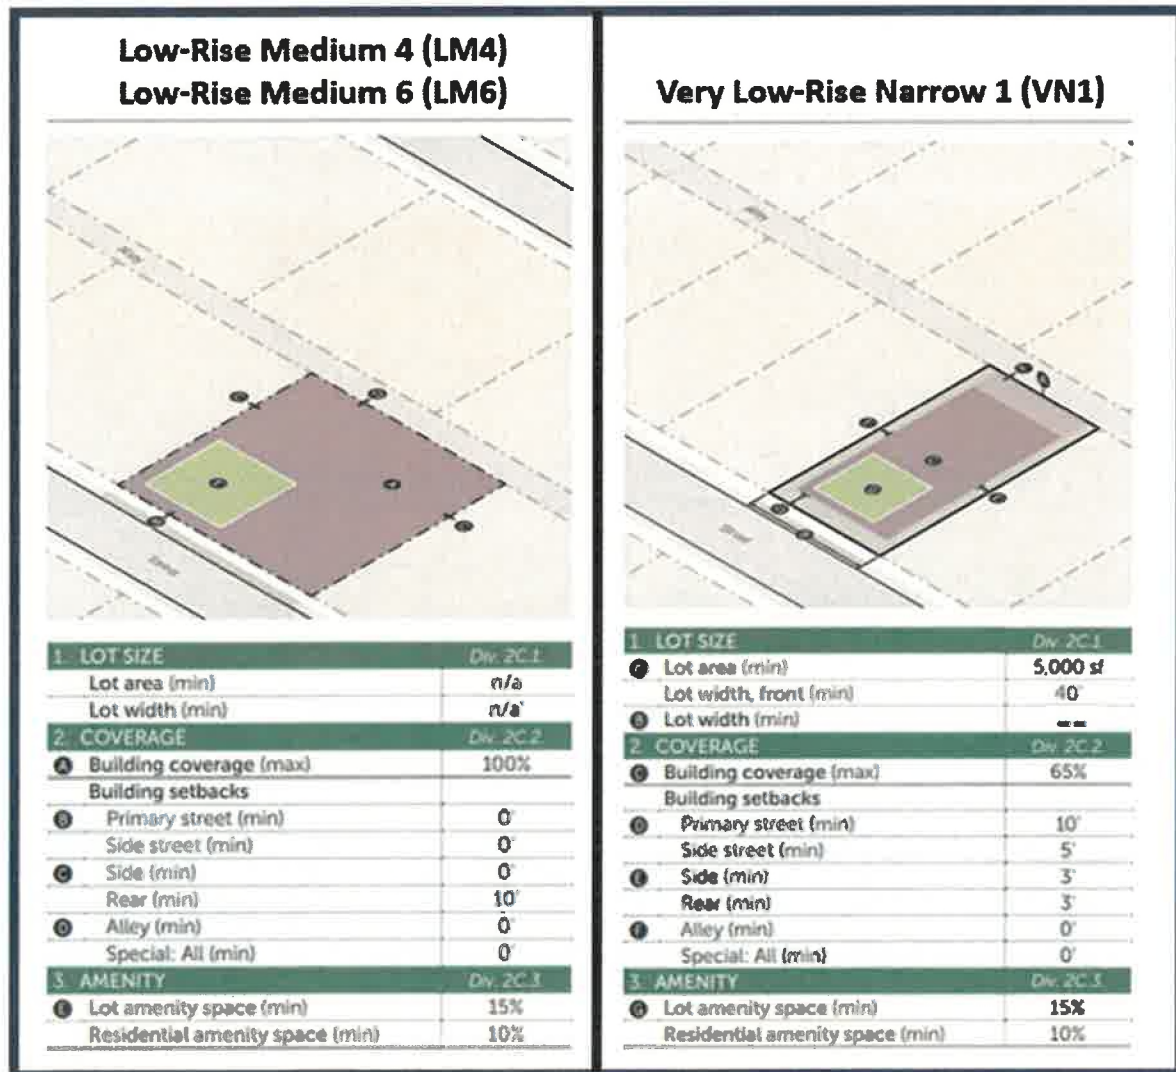 Low-Rise Medium 4 (LM4)
Low-Rise Medium 6 (LM6)
1. LOT SIZE Div. 2C.1.
Lot area (min) n/a
Lot width (min) n/a'
2. COVERAGE Div. 2C.2.
A Building coverage (max) 100%
Building setbacks
B Primary street (min) 0'
Side street (min) 0'
C Side (min) 0'
Rear (min) 10'
D Alley (min) 0'
Special: All (min) 0'
3. AMENITY Div. 2C.3.
E Lot amenity space (min) 15%
Residential amenity space (min) 10%
Very Low-Rise Narrow 1 (VN1)
Street
1. LOT SIZE Div. 2C.1.
Lot area (min) 5,000 sf
Lot width, front (min) 40'
B Lot width (min) --
2. COVERAGE Div. 2C.2.
C Building coverage (max) 65%
Building setbacks
D Primary street (min) 10'
Side street (min) 5'
E Side (min) 3'
Rear (min) 3'
F Alley (min) 0'
Special: All (min) 0'
3. AMENITY Div. 2C.3.
G Lot amenity space (min) 15%
Residential amenity space (min) 10%